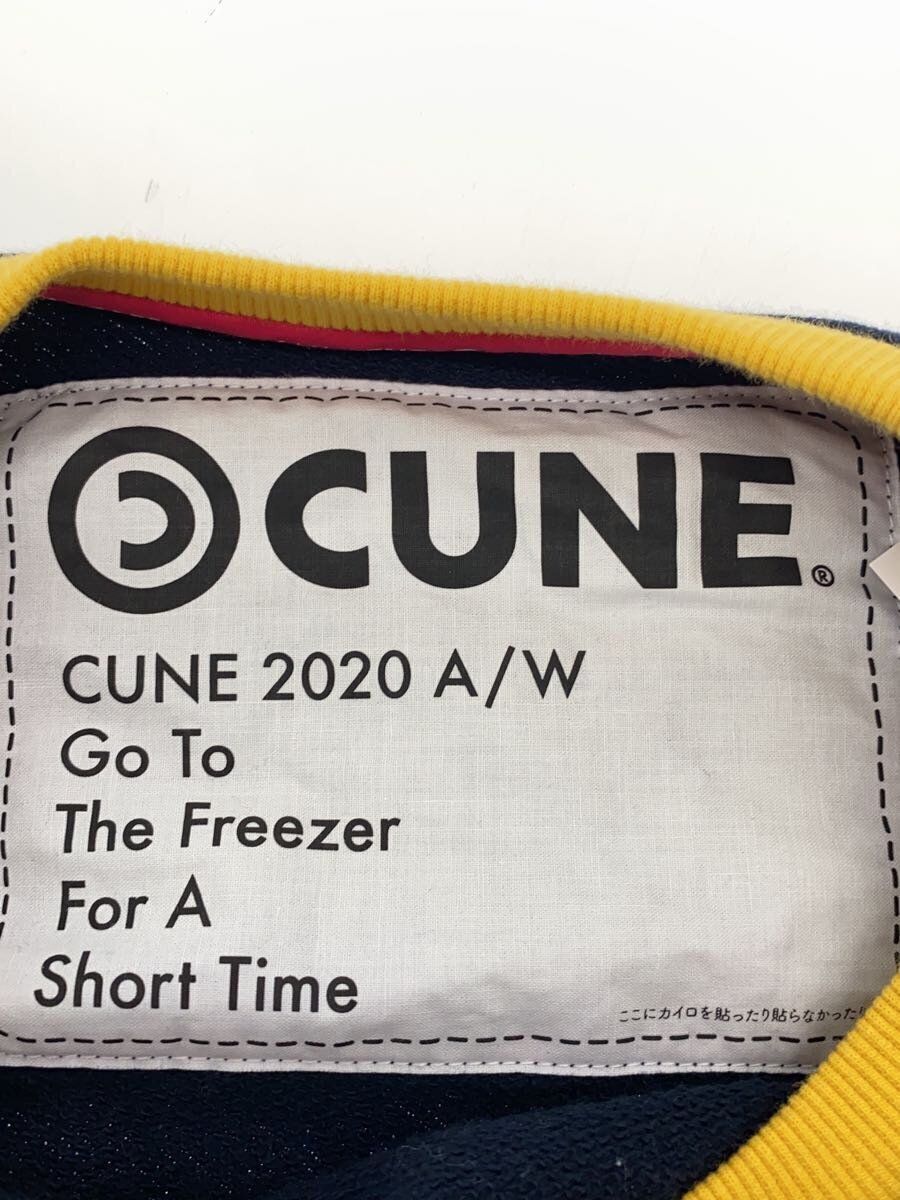 CUNE®
CUNE 2020 A/W
Go To
The Freezer
For A
Short Time
ここにカイロを貼ったり貼らなかったり